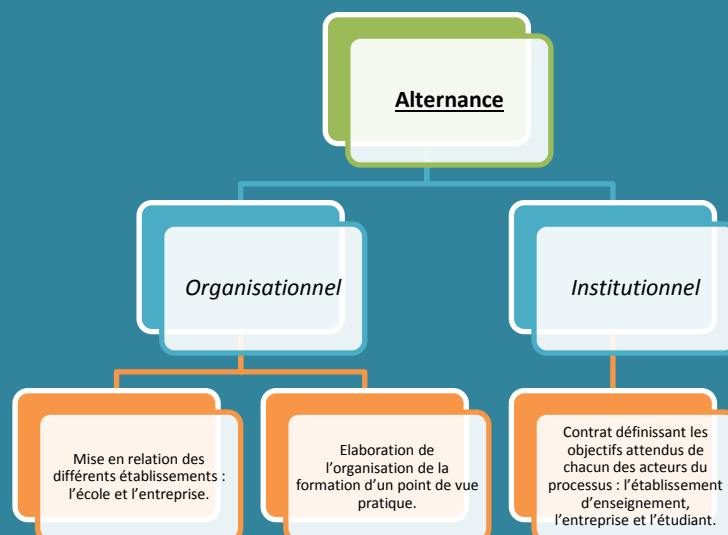 Alternance
Organisationnel
Institutionnel
Mise en relation des
différents établissements :
l'école et l'entreprise.
Elaboration de
l'organisation de la
formation d'un point de vue
pratique.
Contrat définissant les
objectifs attendus de
chacun des acteurs du
processus : l'établissement
d'enseignement,
l'entreprise et l'étudiant.